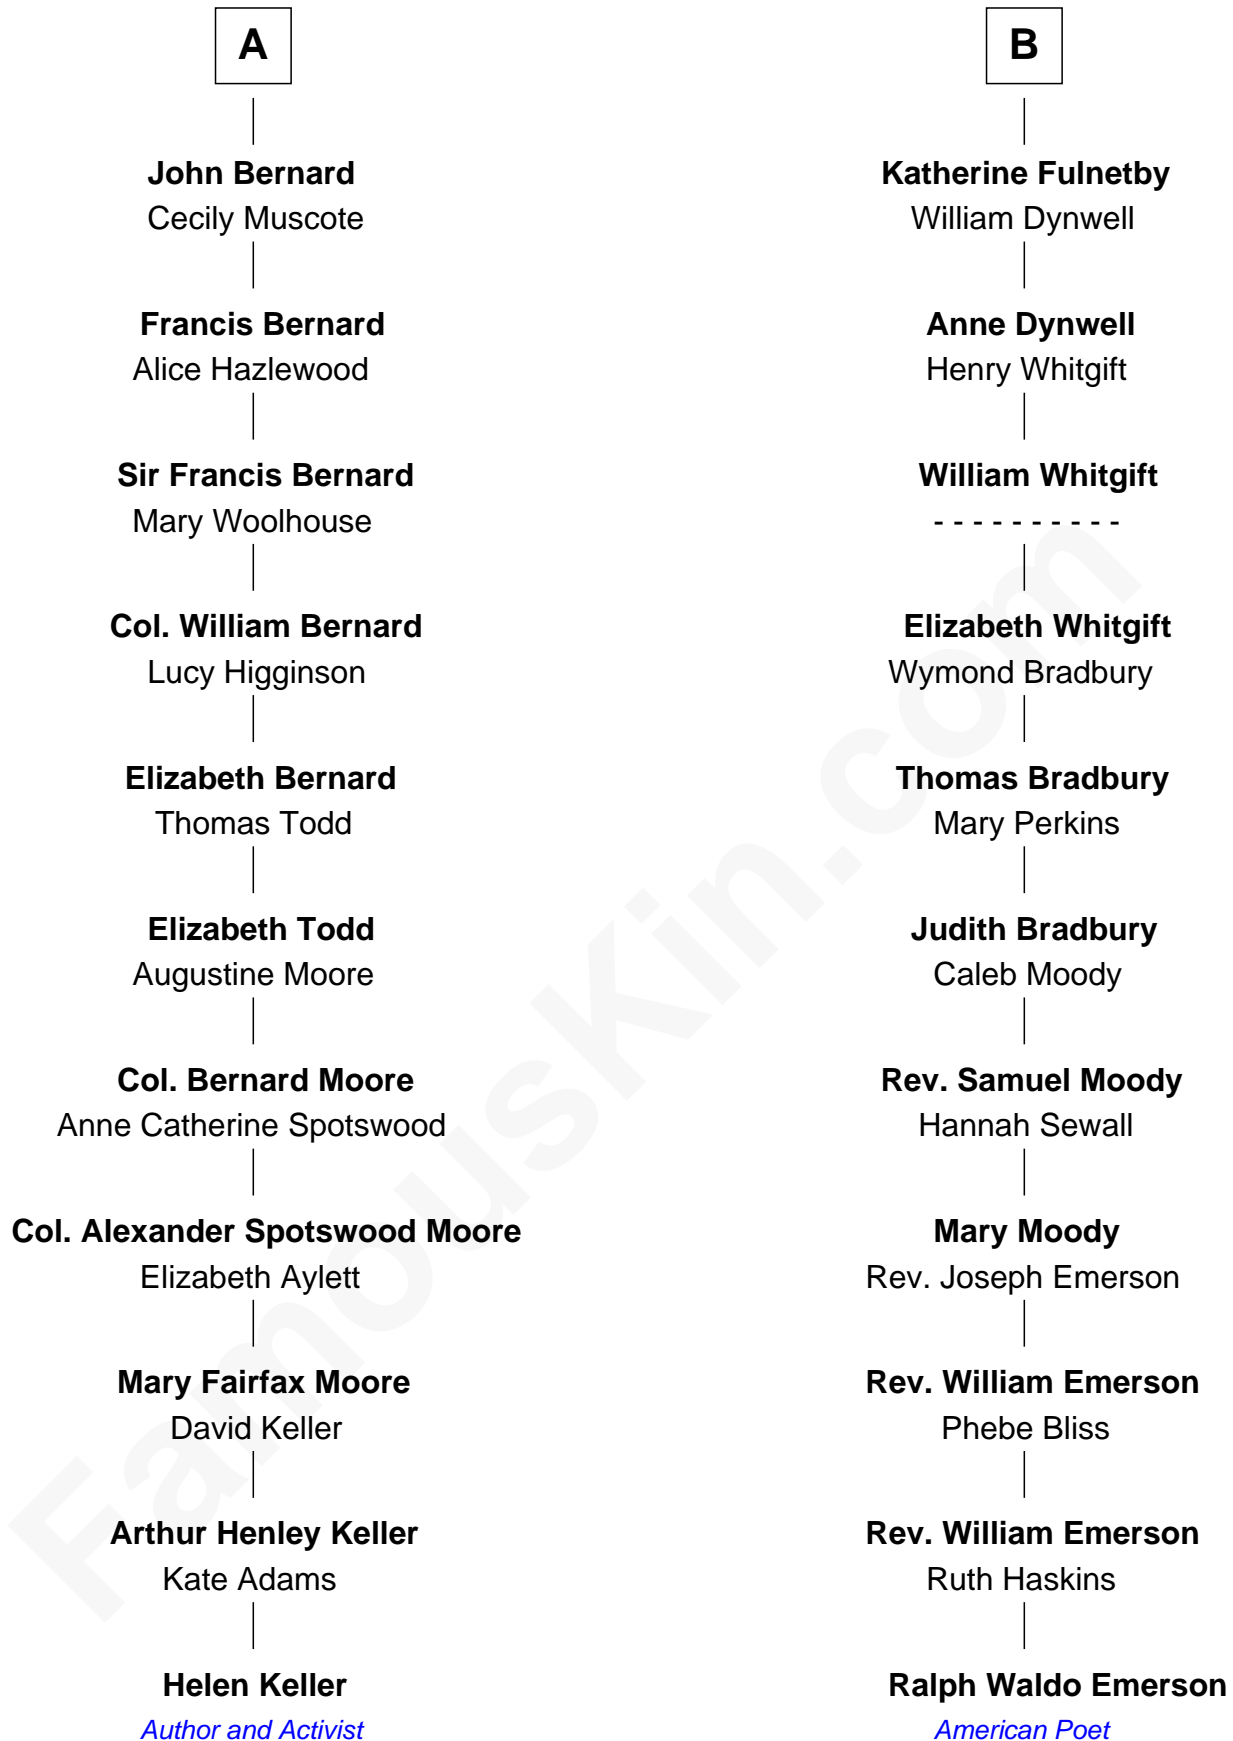 A
John Bernard
Cecily Muscote
Francis Bernard
Alice Hazlewood
Sir Francis Bernard
Mary Woolhouse
Col. William Bernard
Lucy Higginson
Elizabeth Bernard
Thomas Todd
Elizabeth Todd
Augustine Moore
Col. Bernard Moore
Anne Catherine Spotswood
Col. Alexander Spotswood Moore
Elizabeth Aylett
Mary Fairfax Moore
David Keller
Arthur Henley Keller
Kate Adams
Helen Keller
Author and Activist
B
Katherine Fulnetby
William Dynwell
Anne Dynwell
Henry Whitgift
William Whitgift
- - - - - - - - - -
Elizabeth Whitgift
Wymond Bradbury
Thomas Bradbury
Mary Perkins
Judith Bradbury
Caleb Moody
Rev. Samuel Moody
Hannah Sewall
Mary Moody
Rev. Joseph Emerson
Rev. William Emerson
Phebe Bliss
Rev. William Emerson
Ruth Haskins
Ralph Waldo Emerson
American Poet
FamousKin.com